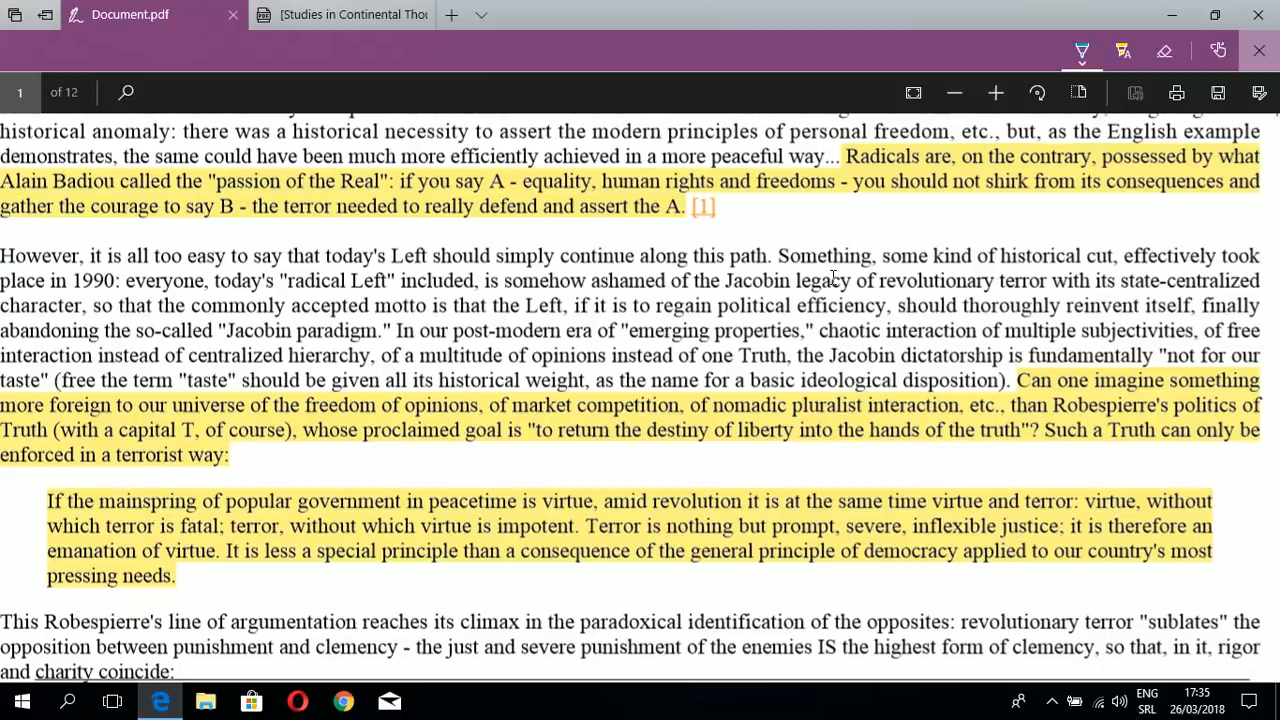 Document.pdf
[Studies in Continental Thou
1 of 12
historical anomaly: there was a historical necessity to assert the modern principles of personal freedom, etc., but, as the English example
demonstrates, the same could have been much more efficiently achieved in a more peaceful way... Radicals are, on the contrary, possessed by what
Alain Badiou called the "passion of the Real": if you say A - equality, human rights and freedoms - you should not shirk from its consequences and
gather the courage to say B - the terror needed to really defend and assert the A. [1]
However, it is all too easy to say that today's Left should simply continue along this path. Something, some kind of historical cut, effectively took
place in 1990: everyone, today's "radical Left" included, is somehow ashamed of the Jacobin legacy of revolutionary terror with its state-centralized
character, so that the commonly accepted motto is that the Left, if it is to regain political efficiency, should thoroughly reinvent itself, finally
abandoning the so-called "Jacobin paradigm." In our post-modern era of "emerging properties," chaotic interaction of multiple subjectivities, of free
interaction instead of centralized hierarchy, of a multitude of opinions instead of one Truth, the Jacobin dictatorship is fundamentally "not for our
taste" (free the term "taste" should be given all its historical weight, as the name for a basic ideological disposition). Can one imagine something
more foreign to our universe of the freedom of opinions, of market competition, of nomadic pluralist interaction, etc., than Robespierre's politics of
Truth (with a capital T, of course), whose proclaimed goal is "to return the destiny of liberty into the hands of the truth"? Such a Truth can only be
enforced in a terrorist way:
If the mainspring of popular government in peacetime is virtue, amid revolution it is at the same time virtue and terror: virtue, without
which terror is fatal; terror, without which virtue is impotent. Terror is nothing but prompt, severe, inflexible justice; it is therefore an
emanation of virtue. It is less a special principle than a consequence of the general principle of democracy applied to our country's most
pressing needs.
This Robespierre's line of argumentation reaches its climax in the paradoxical identification of the opposites: revolutionary terror "sublates" the
opposition between punishment and clemency - the just and severe punishment of the enemies IS the highest form of clemency, so that, in it, rigor
and charity coincide:
ENG 17:35
SRL 26/03/2018